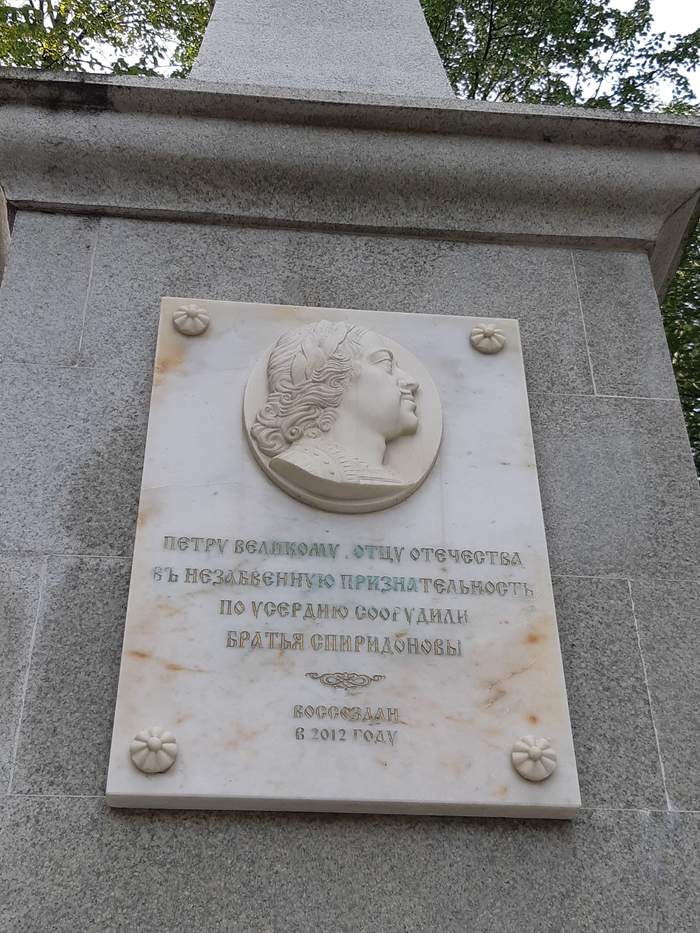 ПЕТРУ ВЕЛИКОМУ, ОТЦУ ОТЕЧЕСТВА
ВЪ НЕЗАБВЕННУЮ ПРИЗНАТЕЛЬНОСТЬ
ПО УСЕРДИЮ СООРУДИЛИ
БРАТЬЯ СПИРИДОНОВЫ
ВОССОЗДАН
В 2012 ГОДУ